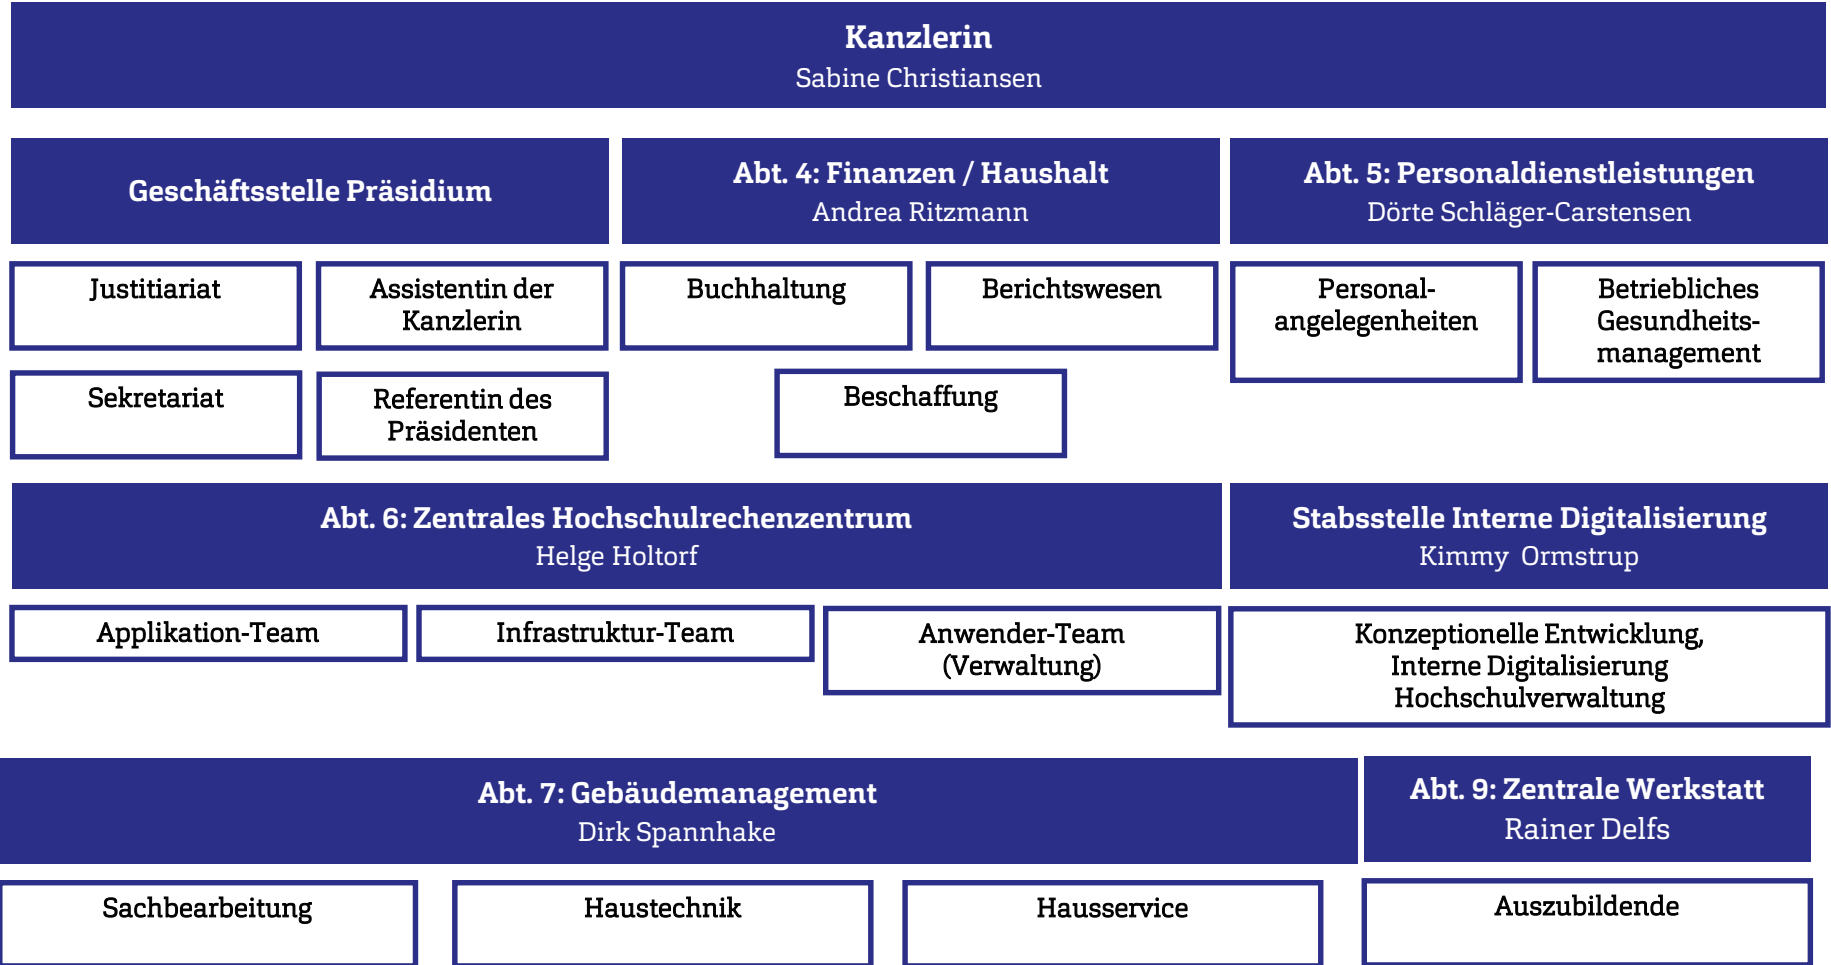 Kanzlerin
Sabine Christiansen
Geschäftsstelle Präsidium
Abt. 4: Finanzen / Haushalt
Andrea Ritzmann
Abt. 5: Personaldienstleistungen
Dörte Schläger-Carstensen
Justitiariat
Assistentin der
Kanzlerin
Buchhaltung
Berichtswesen
Personal-
angelegenheiten
Betriebliches
Gesundheits-
management
Sekretariat
Referentin des
Präsidenten
Beschaffung
Abt. 6: Zentrales Hochschulrechenzentrum
Helge Holtorf
Stabsstelle Interne Digitalisierung
Kimmy Ormstrup
Applikation-Team
Infrastruktur-Team
Anwender-Team
(Verwaltung)
Konzeptionelle Entwicklung,
Interne Digitalisierung
Hochschulverwaltung
Abt. 7: Gebäudemanagement
Dirk Spannhake
Abt. 9: Zentrale Werkstatt
Rainer Delfs
Sachbearbeitung
Haustechnik
Hausservice
Auszubildende